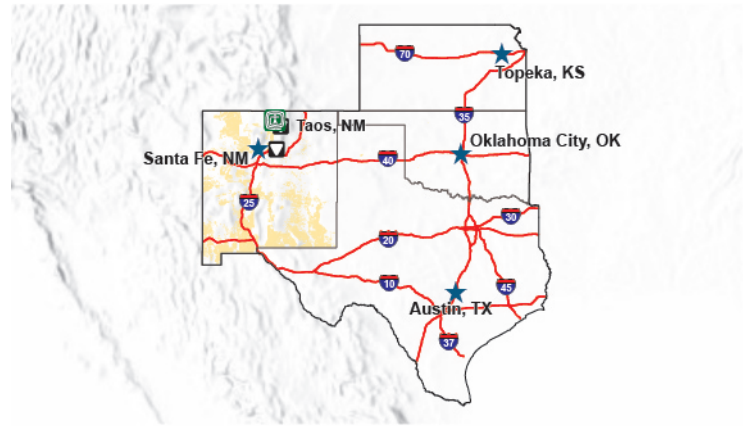 70
Topeka, KS
35
Taos, NM
Oklahoma City, OK
Santa Fe, NM
40
25
30
20
10
45
Austin, TX
37